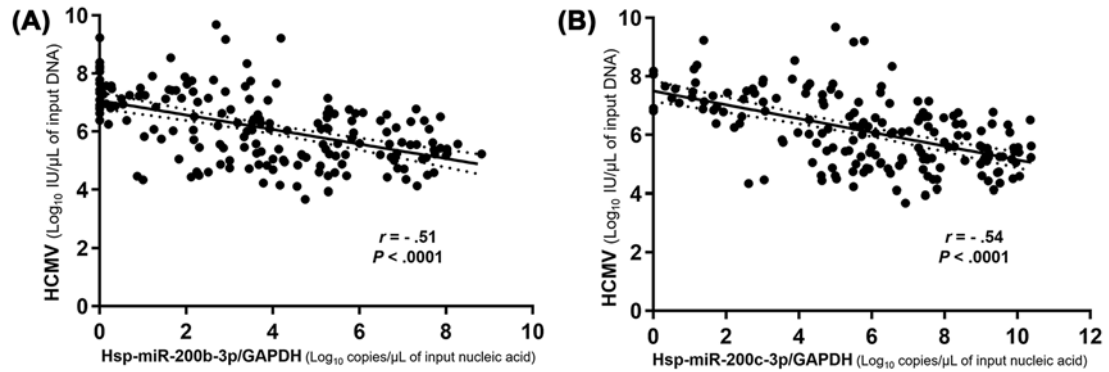 (A)
HCMV (Log10 IU/µL of input DNA)
10
8
6
4
2
0
r = - .51
P < .0001
0 2 4 6 8 10
Hsp-miR-200b-3p/GAPDH (Log10 copies/µL of input nucleic acid)
(B)
HCMV (Log10 IU/µL of input DNA)
10
8
6
4
2
0
r = - .54
P < .0001
0 2 4 6 8 10 12
Hsp-miR-200c-3p/GAPDH (Log10 copies/µL of input nucleic acid)